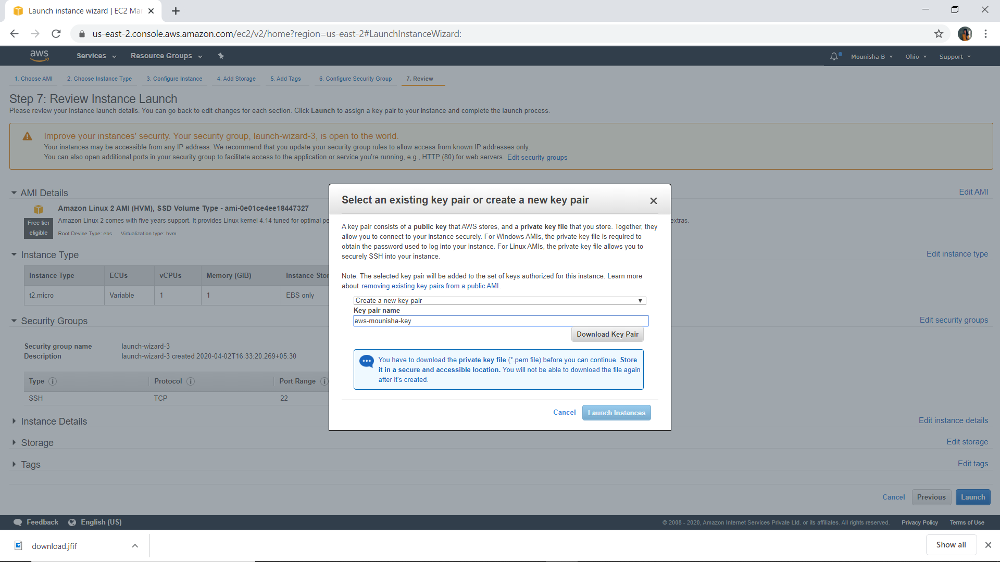 Launch instance wizard | EC2 Mar
us-east-2.console.aws.amazon.com/ec2/v2/home?region=us-east-2#LaunchInstanceWizard:
aws Services Resource Groups Mounisha B Ohio Support
1. Choose AMI 2. Choose Instance Type 3. Configure Instance 4. Add Storage 5. Add Tags 6. Configure Security Group 7. Review
Step 7: Review Instance Launch
Please review your instance launch details. You can go back to edit changes for each section. Click Launch to assign a key pair to your instance and complete the launch process.
Improve your instances' security. Your security group, launch-wizard-3, is open to the world.
Your instances may be accessible from any IP address. We recommend that you update your security group rules to allow access from known IP addresses only.
You can also open additional ports in your security group to facilitate access to the application or service you're running, e.g., HTTP (80) for web servers. Edit security groups
AMI Details Edit AMI
Amazon Linux 2 AMI (HVM), SSD Volume Type - ami-0e01ce4ee18447327
Free tier eligible
Amazon Linux 2 comes with five years support. It provides Linux kernel 4.14 tuned for optimal pe extras.
Root Device Type: ebs Virtualization type: hvm
Instance Type Edit instance type
Instance Type ECUs vCPUs Memory (GiB) Instance Stor
t2.micro Variable 1 1 EBS only
Security Groups Edit security groups
Security group name launch-wizard-3
Description launch-wizard-3 created 2020-04-02T16:33:20.269+05:30
Type Protocol Port Range
SSH TCP 22
Instance Details Edit instance details
Storage Edit storage
Tags Edit tags
Select an existing key pair or create a new key pair
A key pair consists of a public key that AWS stores, and a private key file that you store. Together, they
allow you to connect to your instance securely. For Windows AMIs, the private key file is required to
obtain the password used to log into your instance. For Linux AMIs, the private key file allows you to
securely SSH into your instance.
Note: The selected key pair will be added to the set of keys authorized for this instance. Learn more
about removing existing key pairs from a public AMI.
Create a new key pair
Key pair name
aws-mounisha-key
Download Key Pair
You have to download the private key file (*.pem file) before you can continue. Store
it in a secure and accessible location. You will not be able to download the file again
after it's created.
Cancel Launch Instances
Cancel Previous Launch
Feedback English (US) © 2008 - 2020, Amazon Internet Services Private Ltd. or its affiliates. All rights reserved. Privacy Policy Terms of Use
download.jfif Show all